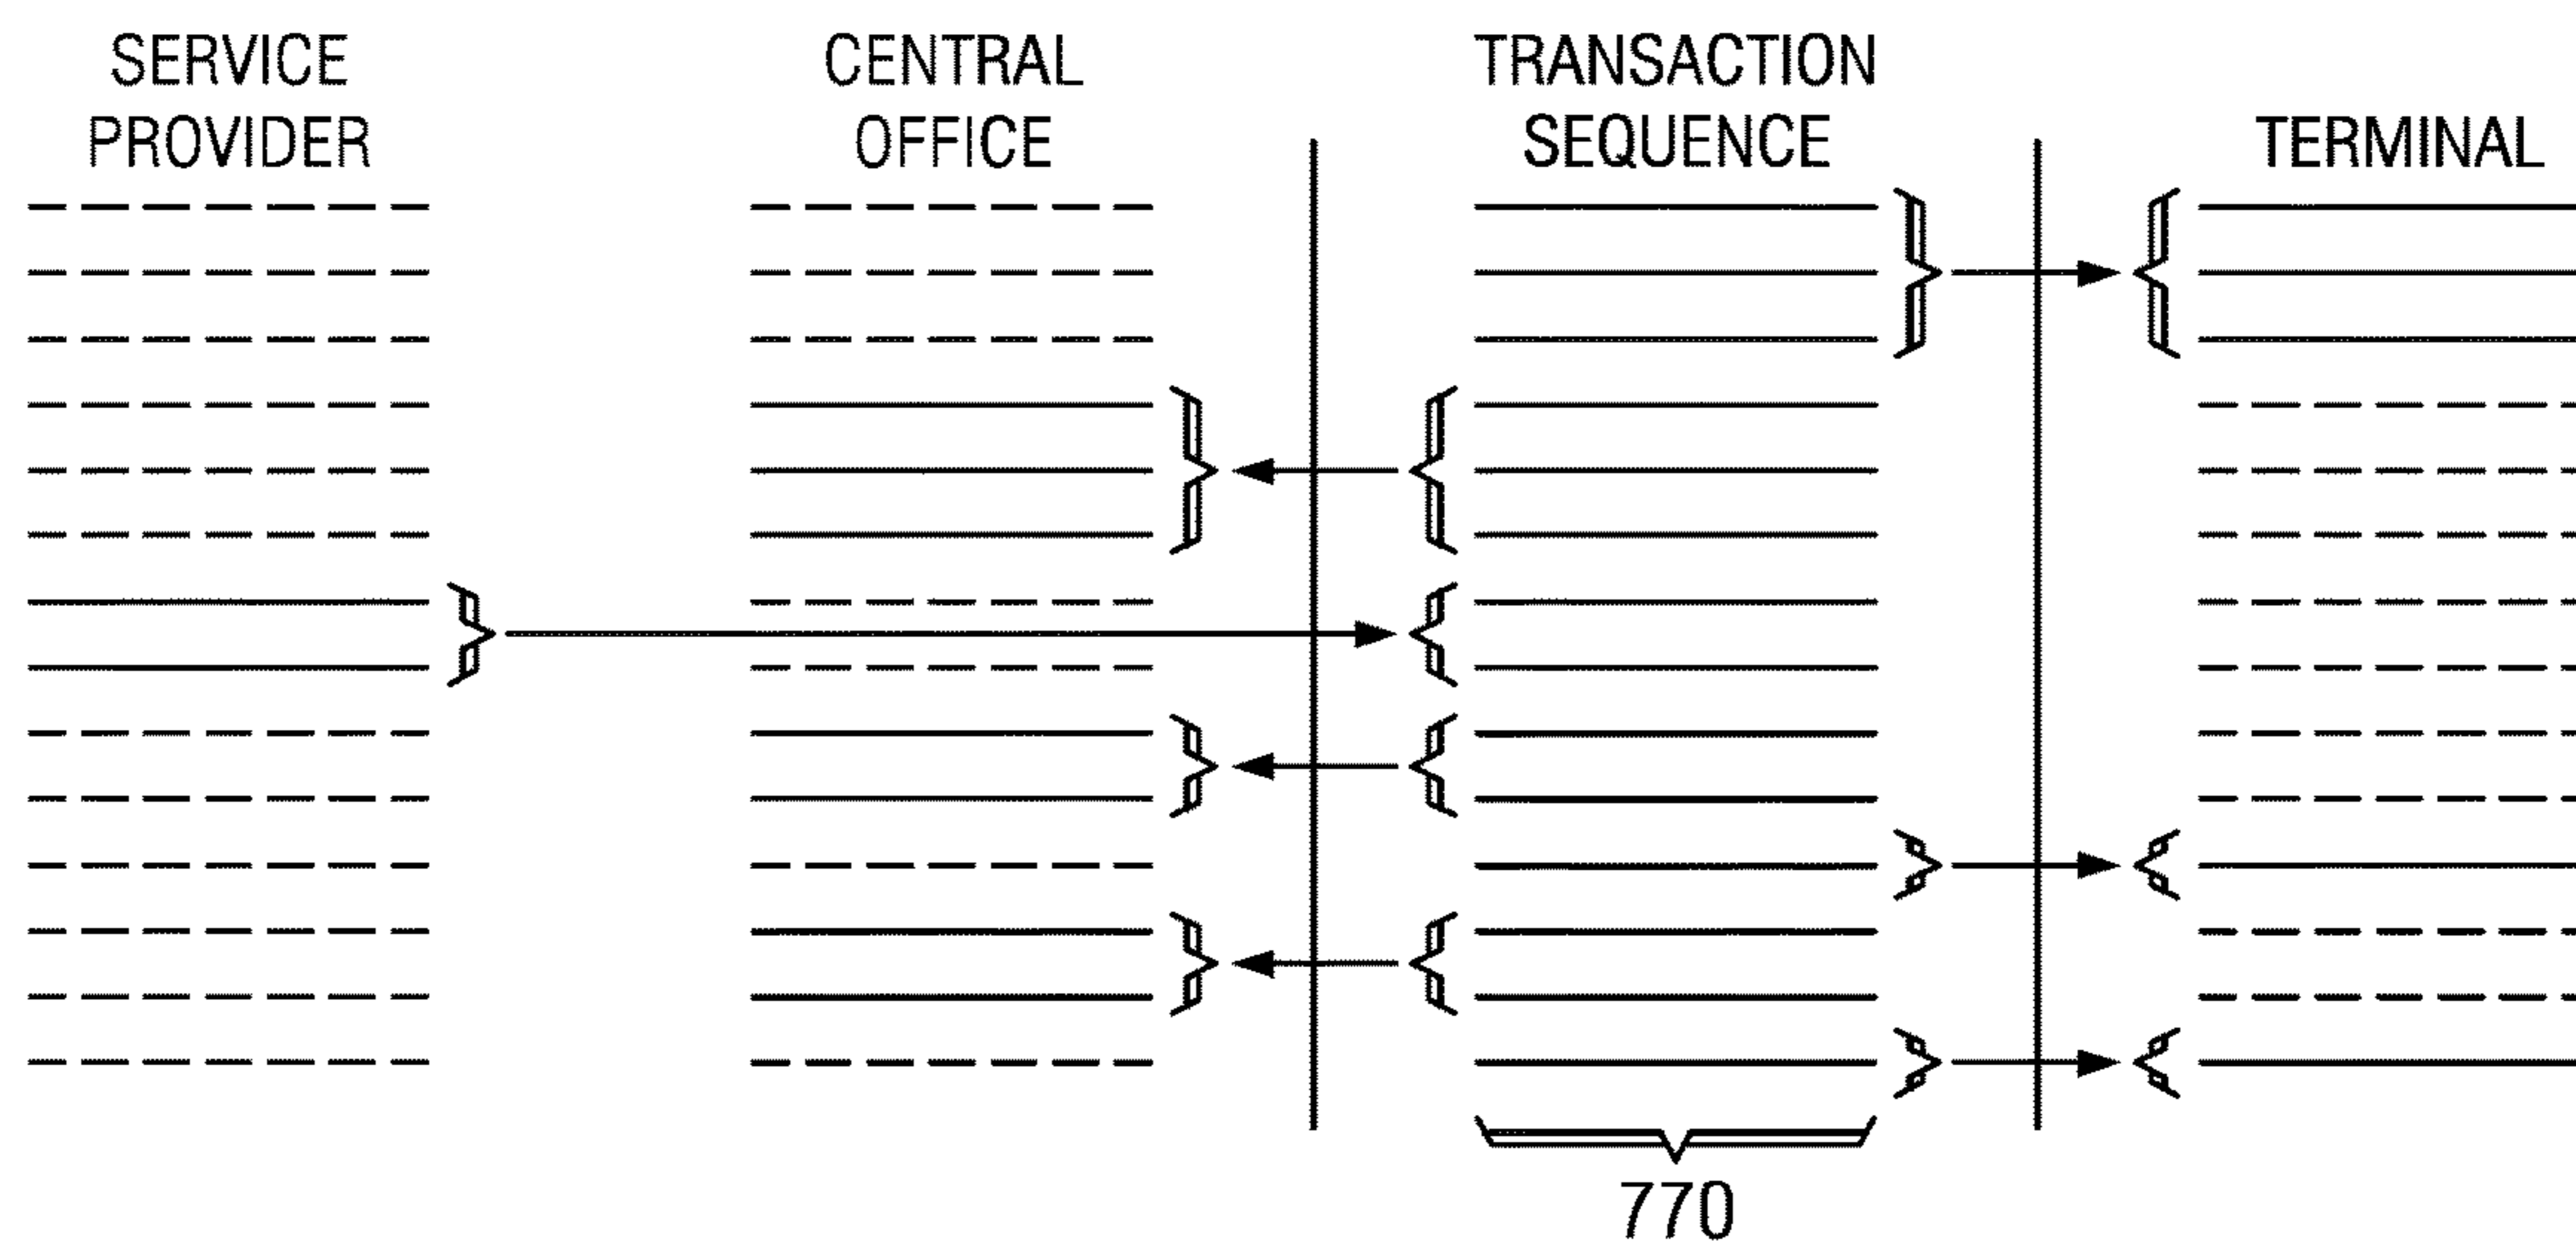 SERVICE
PROVIDER
CENTRAL
OFFICE
TRANSACTION
SEQUENCE
TERMINAL
770